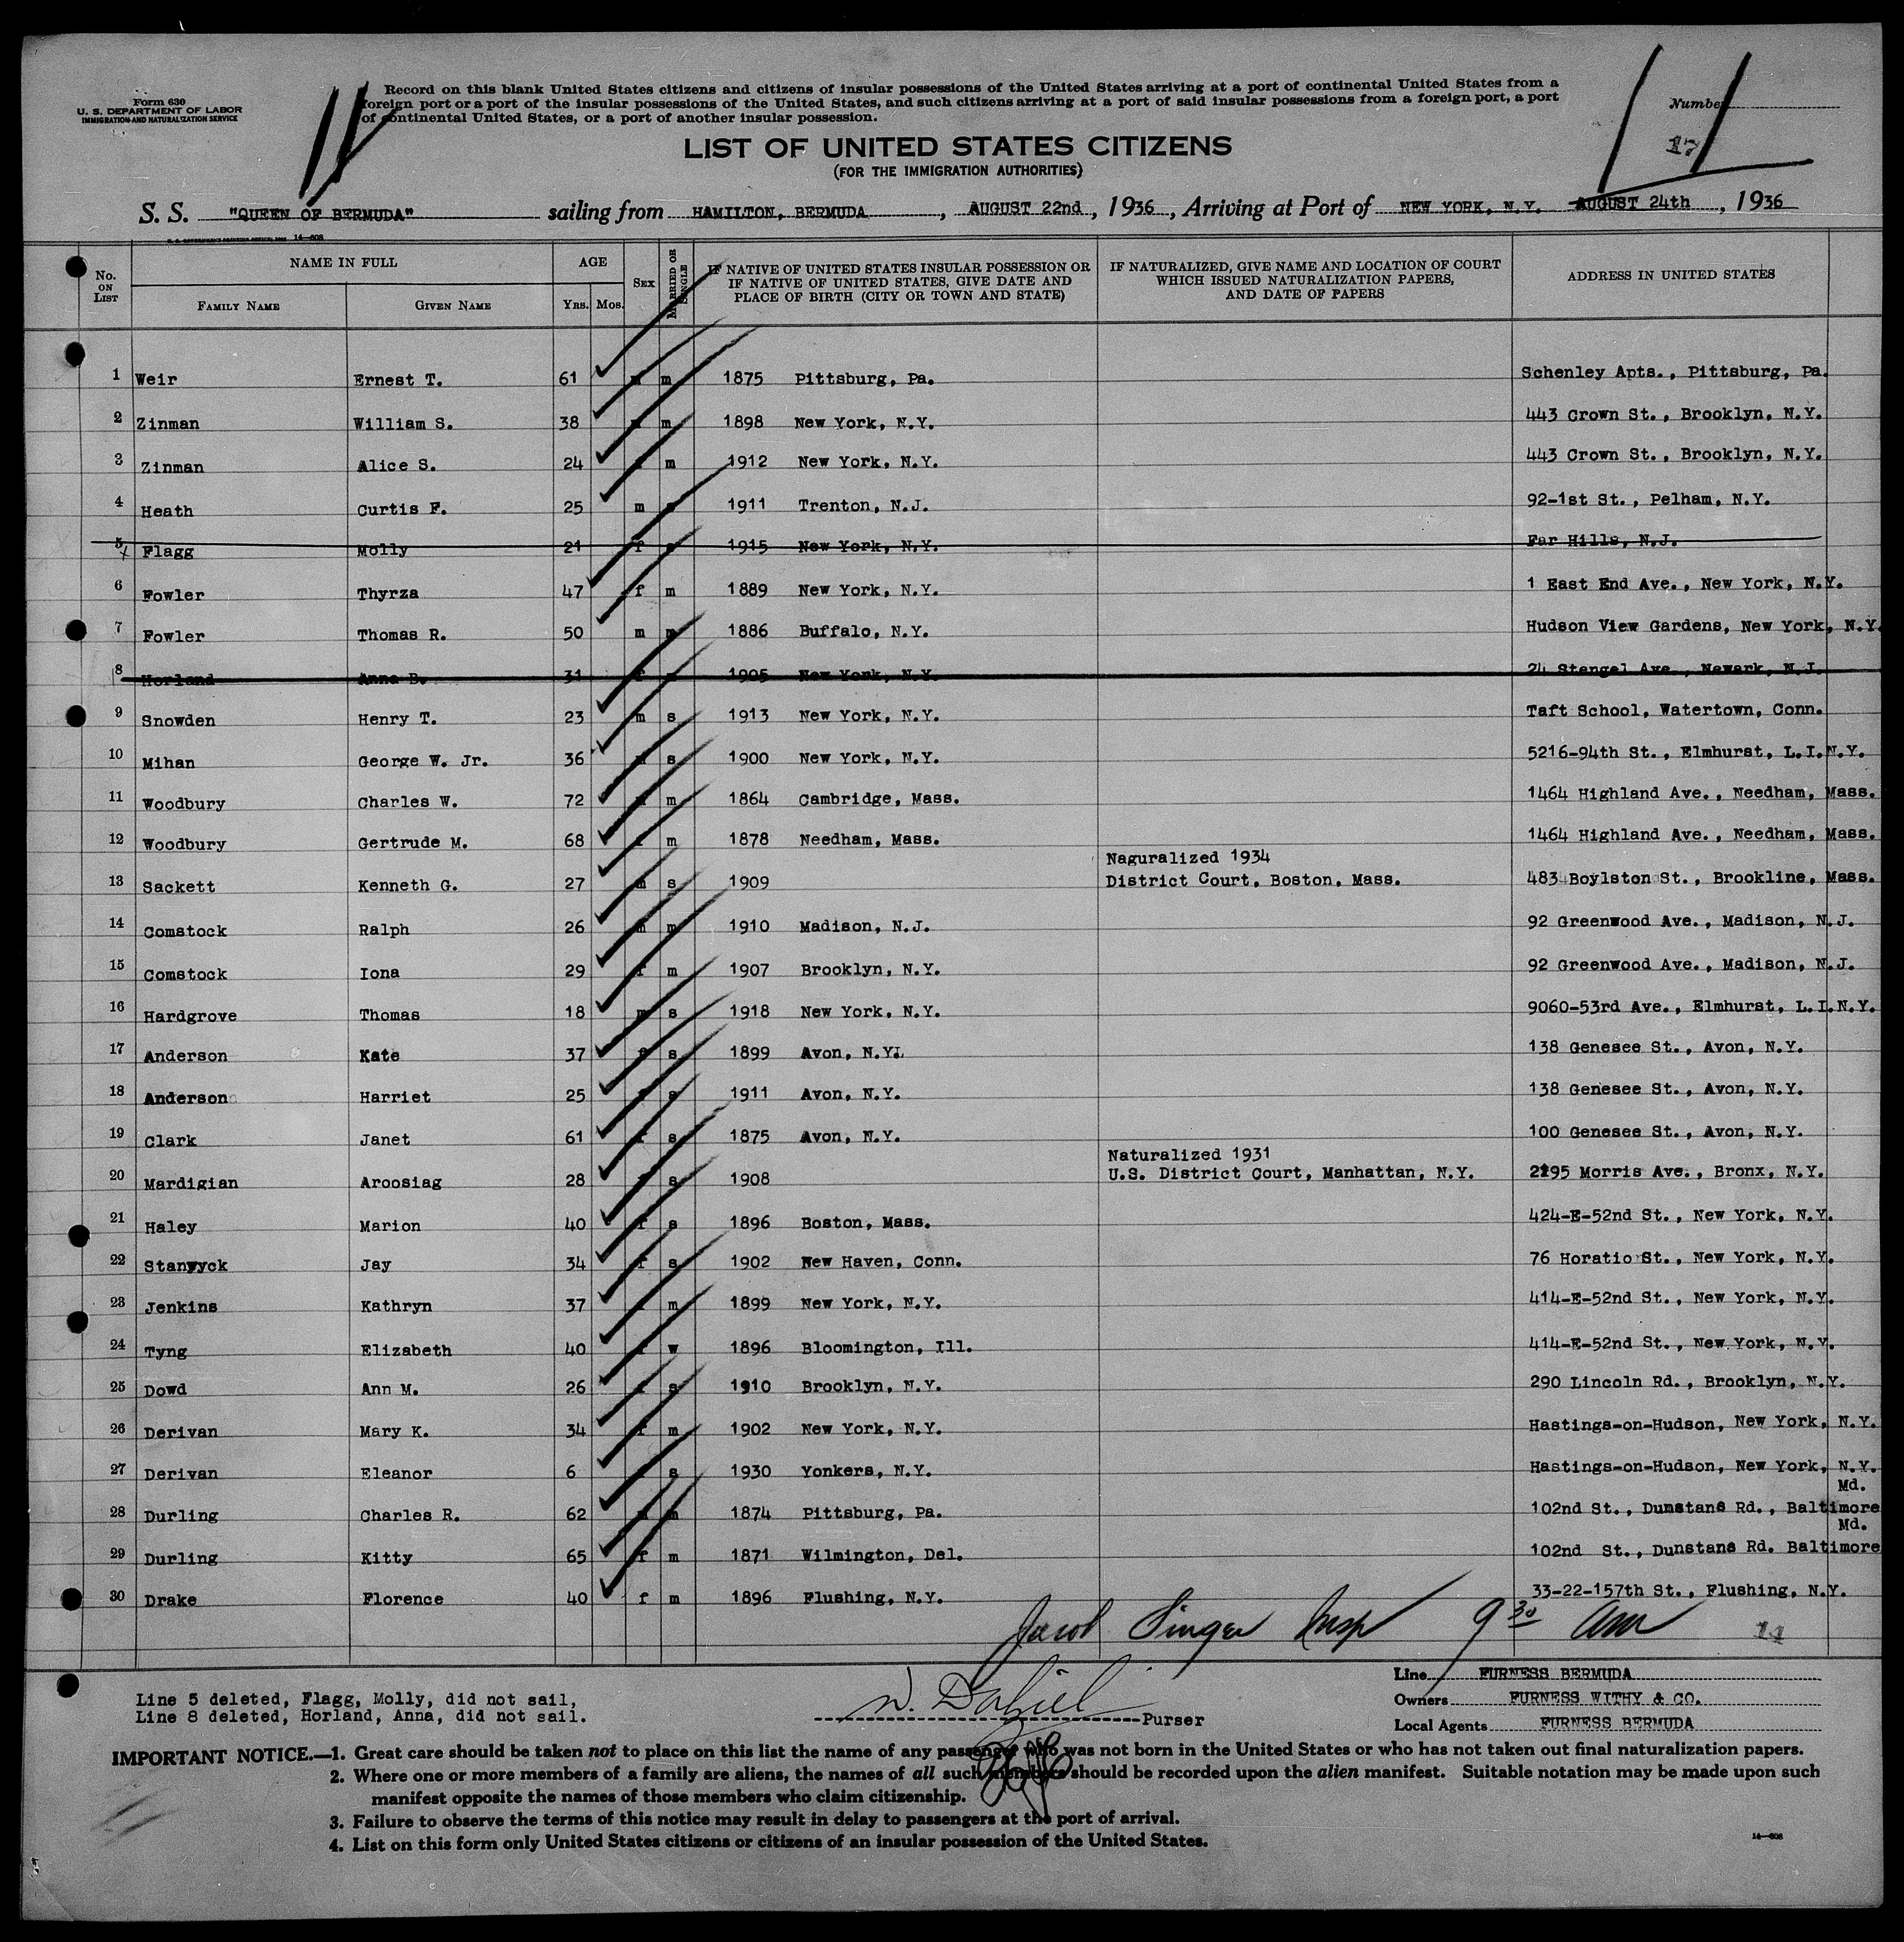 Form 630
U. S. DEPARTMENT OF LABOR
IMMIGRATION AND NATURALIZATION SERVICE
Record on this blank United States citizens and citizens of insular possessions of the United States arriving at a port of continental United States from a
foreign port or a port of the insular possessions of the United States, and such citizens arriving at a port of said insular possessions from a foreign port, a port
of continental United States, or a port of another insular possession.
Number
17
LIST OF UNITED STATES CITIZENS
(FOR THE IMMIGRATION AUTHORITIES)
S. S. "QUEEN OF BERMUDA" sailing from HAMILTON, BERMUDA, AUGUST 22nd, 1936, Arriving at Port of NEW YORK, N.Y. AUGUST 24th, 1936
No. ON LIST NAME IN FULL FAMILY NAME GIVEN NAME AGE YRS. MOS. SEX MARRIED OR SINGLE IF NATIVE OF UNITED STATES INSULAR POSSESSION OR IF NATIVE OF UNITED STATES, GIVE DATE AND PLACE OF BIRTH (CITY OR TOWN AND STATE) IF NATURALIZED, GIVE NAME AND LOCATION OF COURT WHICH ISSUED NATURALIZATION PAPERS, AND DATE OF PAPERS ADDRESS IN UNITED STATES
1 Weir Ernest T. 61 m 1875 Pittsburg, Pa. Schenley Apts., Pittsburg, Pa.
2 Zinman William S. 38 m 1898 New York, N.Y. 443 Crown St., Brooklyn, N.Y.
3 Zinman Alice S. 24 f m 1912 New York, N.Y. 443 Crown St., Brooklyn, N.Y.
4 Heath Curtis F. 25 m 1911 Trenton, N.J. 92-1st St., Pelham, N.Y.
5 Flagg Molly 21 f s 1915 New York, N.Y. Far Hills, N.J.
6 Fowler Thyrza 47 f m 1889 New York, N.Y. 1 East End Ave., New York, N.Y.
7 Fowler Thomas R. 50 m m 1886 Buffalo, N.Y. Hudson View Gardens, New York, N.Y.
8 Horland Anna B. 31 f 1905 New York, N.Y. 24 Stengel Ave., Newark, N.J.
9 Snowden Henry T. 23 m s 1913 New York, N.Y. Taft School, Watertown, Conn.
10 Mihan George W. Jr. 36 s 1900 New York, N.Y. 5216-94th St., Elmhurst, L.I.N.Y.
11 Woodbury Charles W. 72 m 1864 Cambridge, Mass. 1464 Highland Ave., Needham, Mass.
12 Woodbury Gertrude M. 68 f m 1878 Needham, Mass. 1464 Highland Ave., Needham, Mass.
13 Sackett Kenneth G. 27 m s 1909 Naguralized 1934 District Court, Boston, Mass. 483 Boylston St., Brookline, Mass.
14 Comstock Ralph 26 m m 1910 Madison, N.J. 92 Greenwood Ave., Madison, N.J.
15 Comstock Iona 29 f m 1907 Brooklyn, N.Y. 92 Greenwood Ave., Madison, N.J.
16 Hardgrove Thomas 18 m s 1918 New York, N.Y. 9060-53rd Ave., Elmhurst, L.I.N.Y.
17 Anderson Kate 37 f s 1899 Avon, N.Y. 138 Genesee St., Avon, N.Y.
18 Anderson Harriet 25 f s 1911 Avon, N.Y. 138 Genesee St., Avon, N.Y.
19 Clark Janet 61 f s 1875 Avon, N.Y. 100 Genesee St., Avon, N.Y.
20 Mardigian Aroosiag 28 f s 1908 Naturalized 1931 U.S. District Court, Manhattan, N.Y. 2195 Morris Ave., Bronx, N.Y.
21 Haley Marion 40 f s 1896 Boston, Mass. 424-E-52nd St., New York, N.Y.
22 Stanwyck Jay 34 f s 1902 New Haven, Conn. 76 Horatio St., New York, N.Y.
23 Jenkins Kathryn 37 f m 1899 New York, N.Y. 414-E-52nd St., New York, N.Y.
24 Tyng Elizabeth 40 f w 1896 Bloomington, Ill. 414-E-52nd St., New York, N.Y.
25 Dowd Ann M. 26 f s 1910 Brooklyn, N.Y. 290 Lincoln Rd., Brooklyn, N.Y.
26 Derivan Mary K. 34 f m 1902 New York, N.Y. Hastings-on-Hudson, New York, N.Y.
27 Derivan Eleanor 6 f s 1930 Yonkers, N.Y. Hastings-on-Hudson, New York, N.Y.
28 Durling Charles R. 62 m 1874 Pittsburg, Pa. 102nd St., Dunstans Rd., Baltimore Md.
29 Durling Kitty 65 f m 1871 Wilmington, Del. 102nd St., Dunstans Rd. Baltimore Md.
30 Drake Florence 40 f m 1896 Flushing, N.Y. 33-22-157th St., Flushing, N.Y.
Jacob Singer Insp 9 30 am
14
Line 5 deleted, Flagg, Molly, did not sail,
Line 8 deleted, Horland, Anna, did not sail.
Purser
Line FURNESS BERMUDA
Owners FURNESS WITHY & CO.
Local Agents FURNESS BERMUDA
IMPORTANT NOTICE.—1. Great care should be taken not to place on this list the name of any passenger who was not born in the United States or who has not taken out final naturalization papers.
2. Where one or more members of a family are aliens, the names of all such members should be recorded upon the alien manifest. Suitable notation may be made upon such
manifest opposite the names of those members who claim citizenship.
3. Failure to observe the terms of this notice may result in delay to passengers at the port of arrival.
4. List on this form only United States citizens or citizens of an insular possession of the United States.